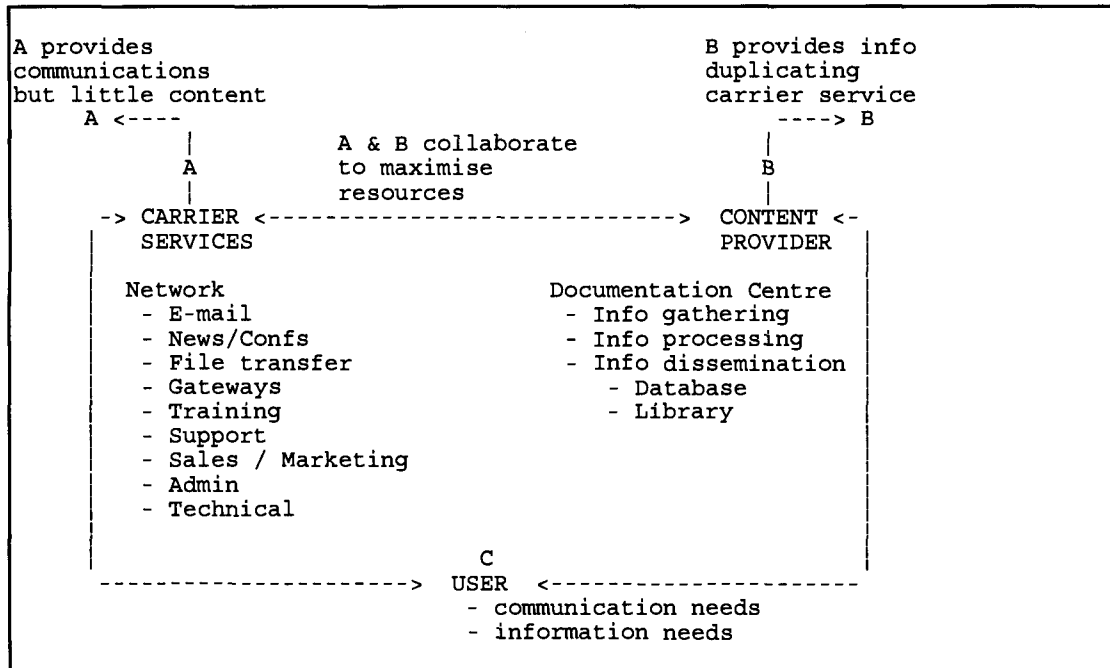 A provides
communications
but little content
A <----
B provides info
duplicating
carrier service
----> B
A & B collaborate
to maximise
resources
A
B
-> CARRIER <------------------------------> CONTENT <-
SERVICES
PROVIDER
Network
- E-mail
- News/Confs
- File transfer
- Gateways
- Training
- Support
- Sales / Marketing
- Admin
- Technical
Documentation Centre
- Info gathering
- Info processing
- Info dissemination
- Database
- Library
C
----------------------> USER <----------------------
- communication needs
- information needs